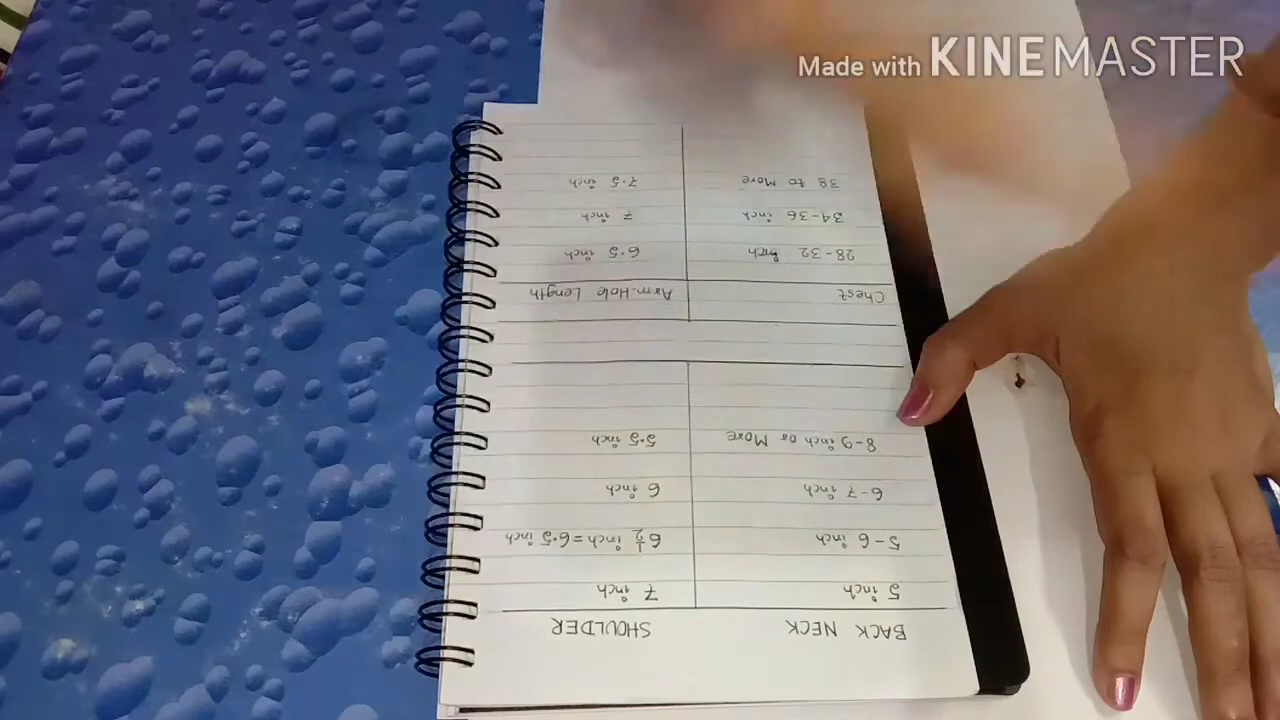 Made with KINEMASTER
BACK NECK SHOULDER
5 inch 7 inch
5-6 inch 6 1/2 inch = 6.5 inch
6-7 inch 6 inch
8-9 inch or More 5.5 inch
Chest Arm-Hole Length
28-32 inch 6.5 inch
34-36 inch 7 inch
38 to More 7.5 inch